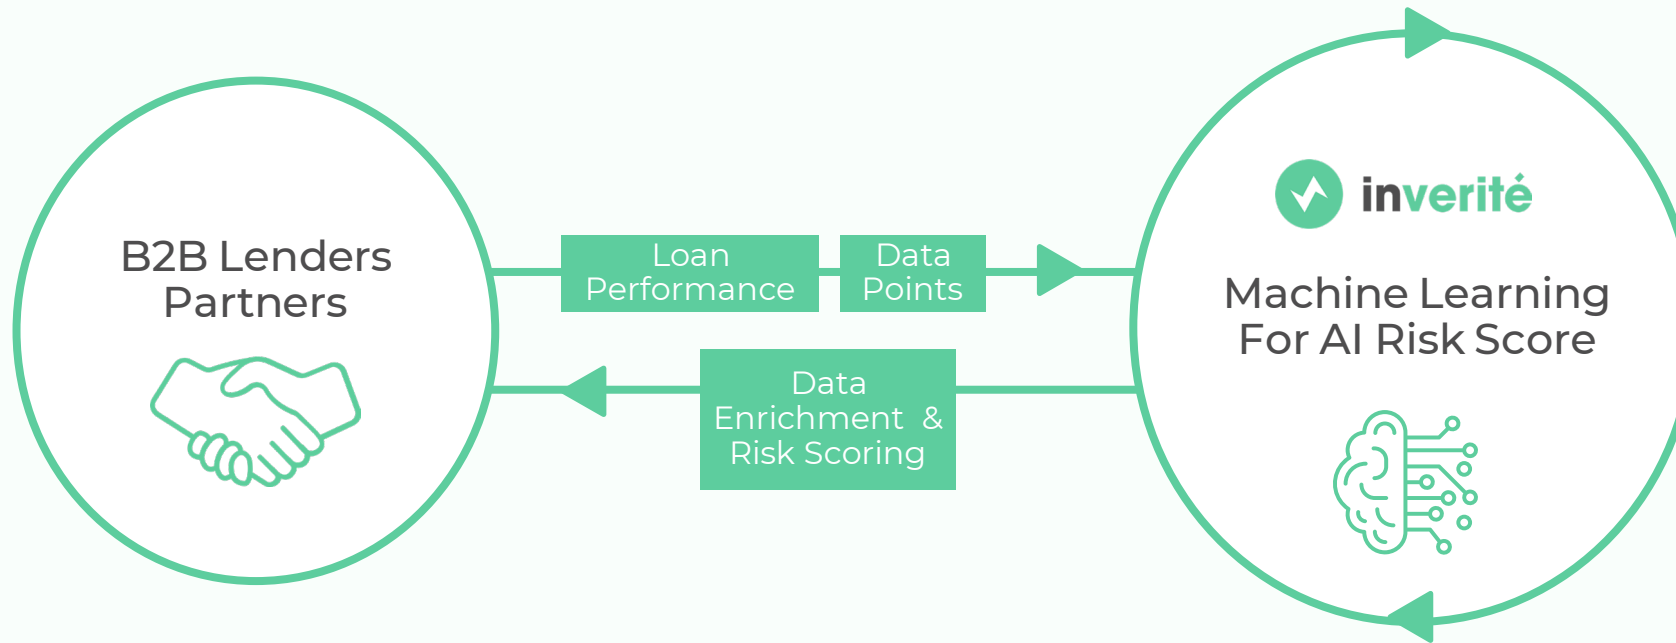 B2B Lenders
Partners
Loan
Performance
Data
Points
Data
Enrichment &
Risk Scoring
inverité
Machine Learning
For AI Risk Score